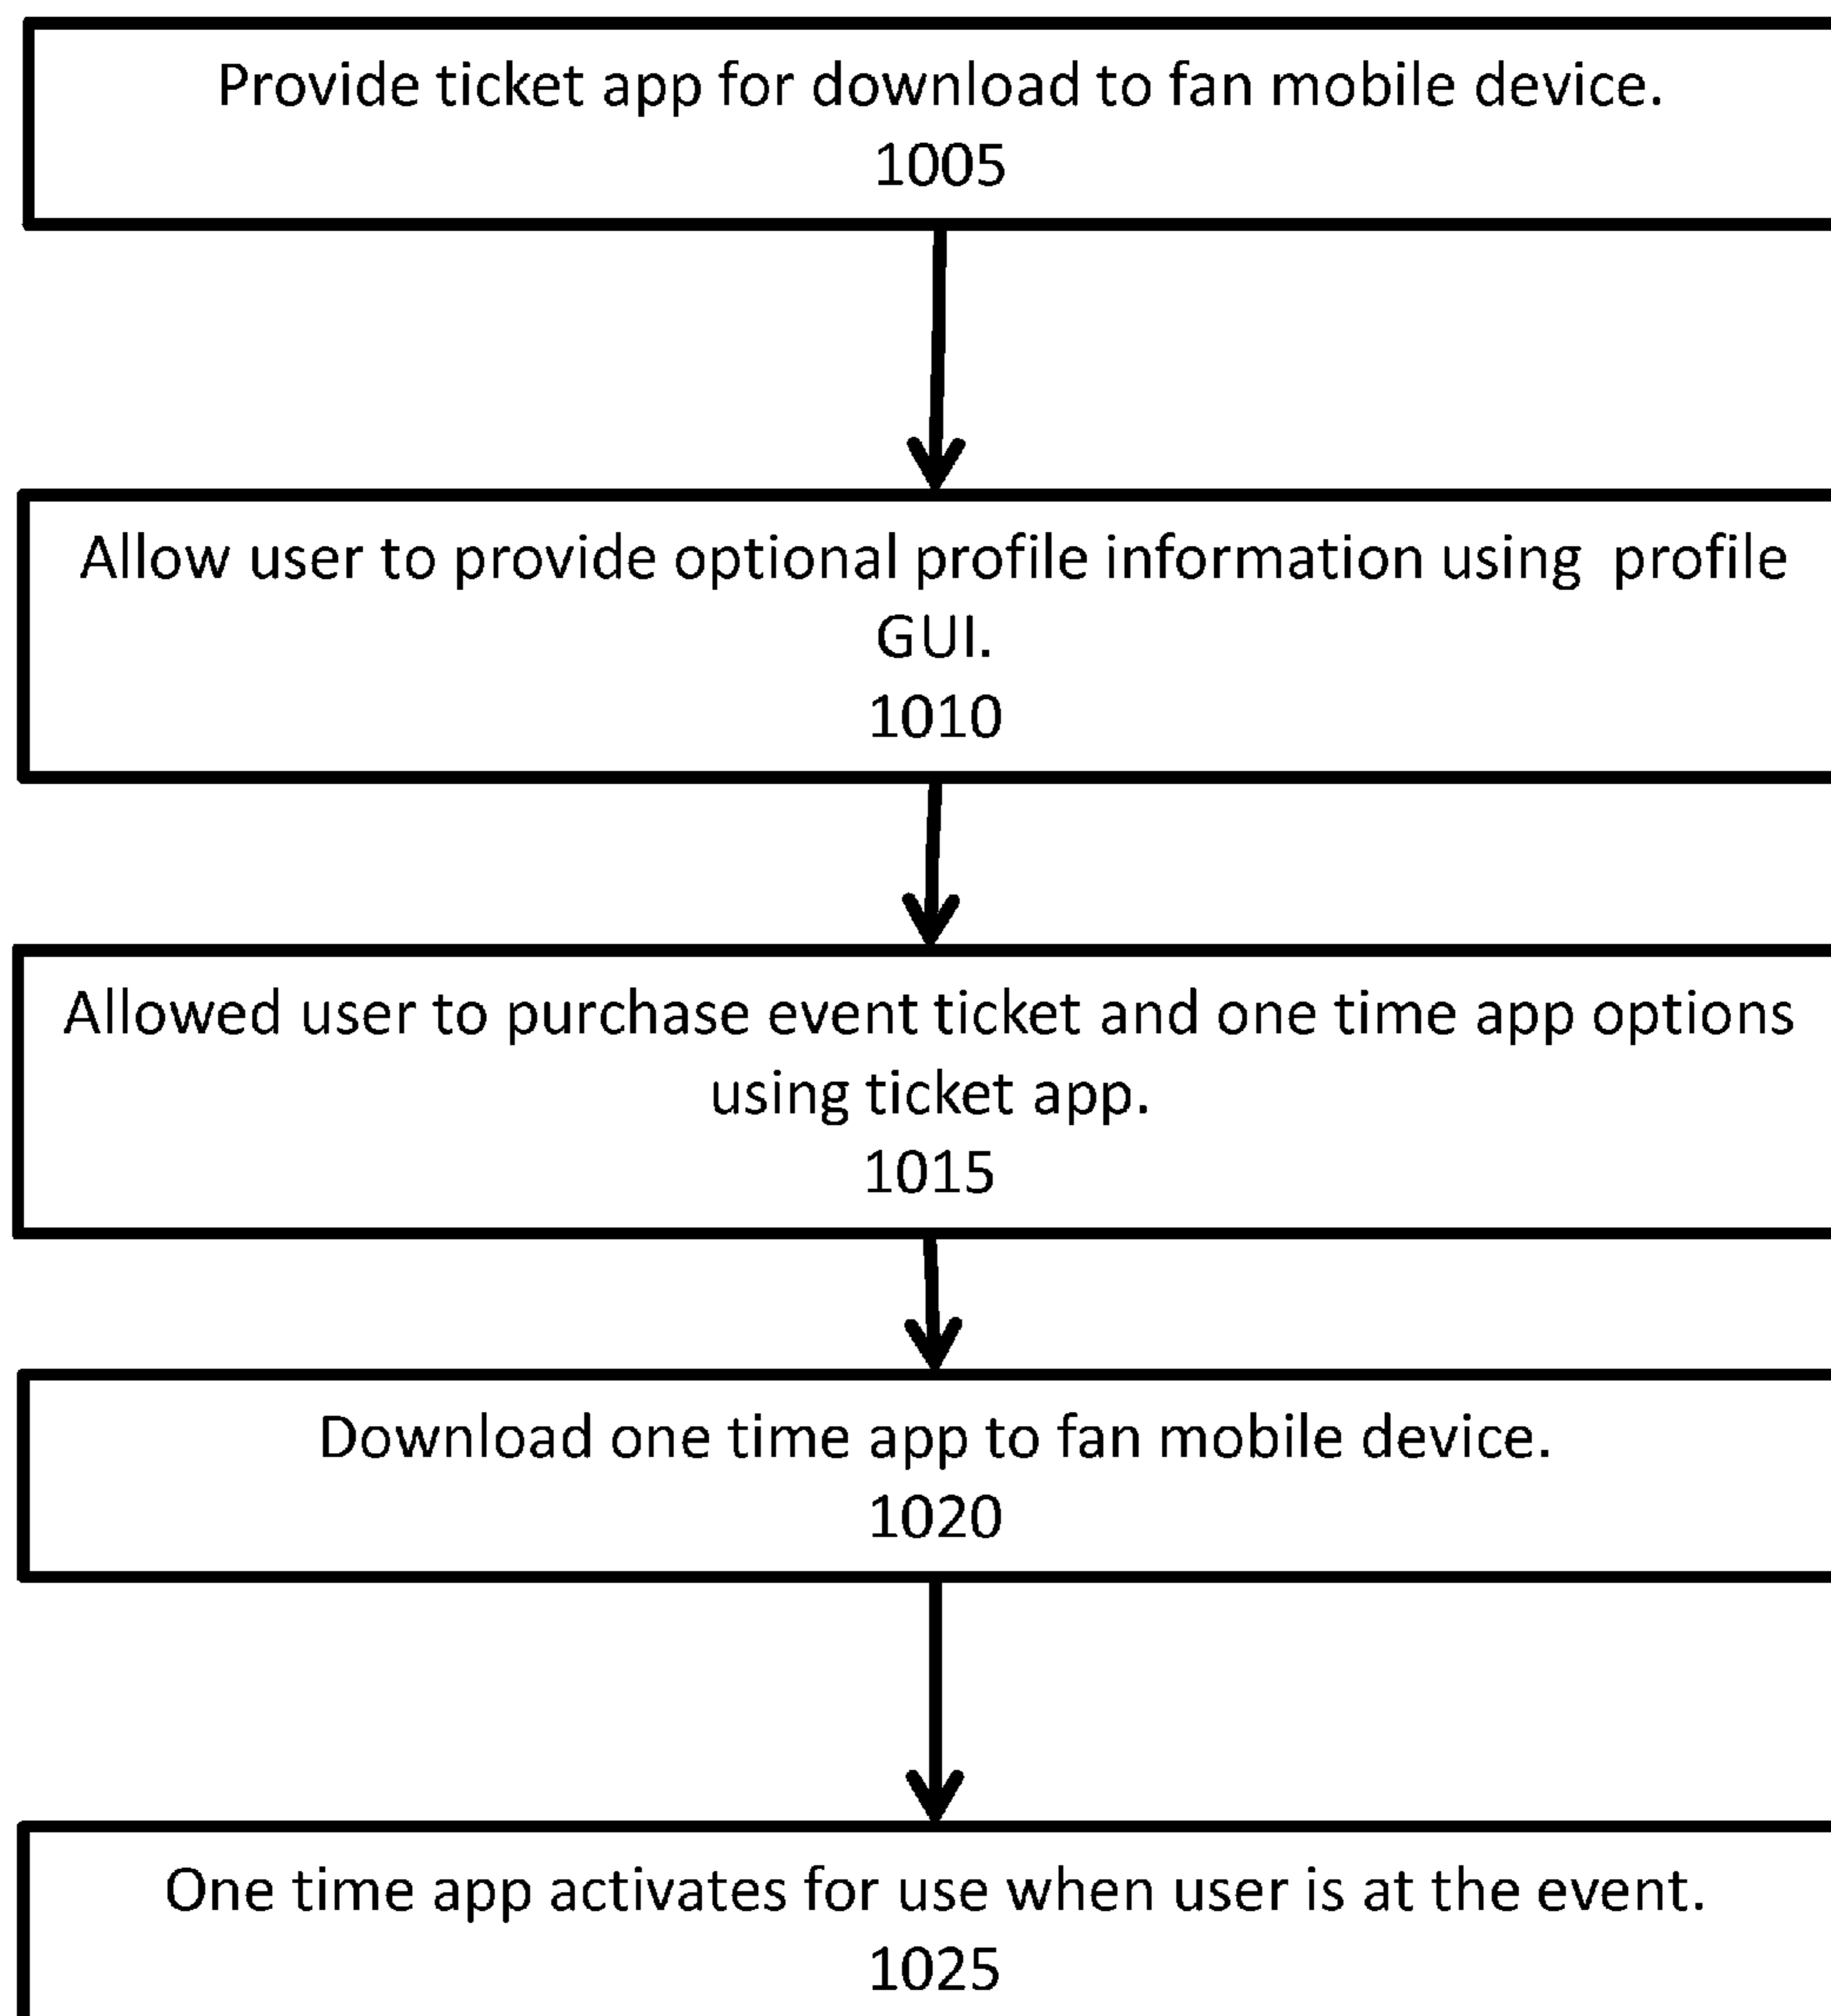 Provide ticket app for download to fan mobile device.
1005
Allow user to provide optional profile information using  profile
GUI.
1010
Allowed user to purchase event ticket and one time app options
using ticket app.
1015
Download one time app to fan mobile device.
1020
One time app activates for use when user is at the event.
1025